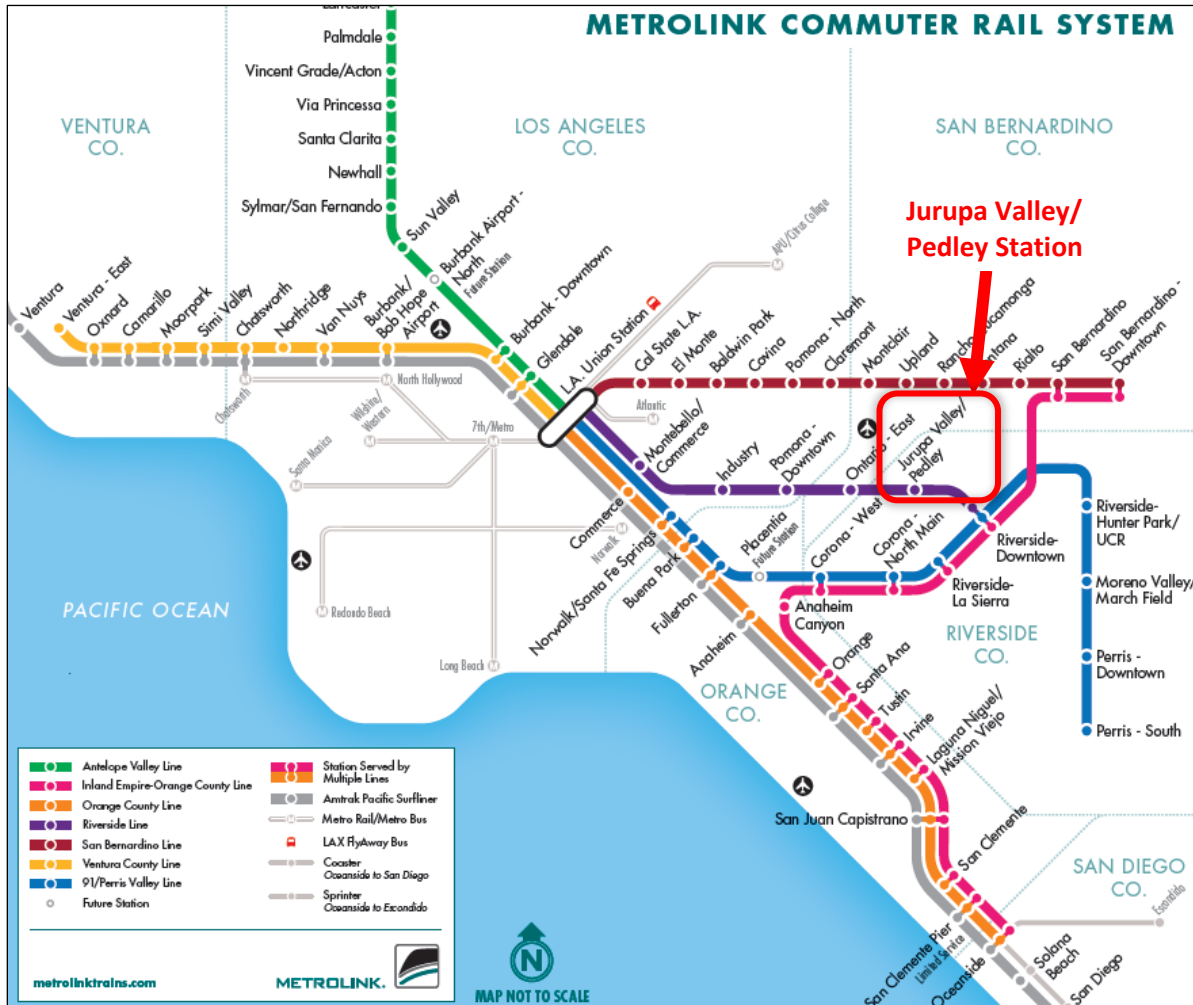 METROLINK COMMUTER RAIL SYSTEM
Lancaster
Palmdale
Vincent Grade/Acton
Via Princessa
Santa Clarita
Newhall
Sylmar/San Fernando
Sun Valley
Burbank Airport -
North
Future Station
Burbank - Downtown
Glendale
L.A. Union Station
VENTURA
CO.
LOS ANGELES
CO.
SAN BERNARDINO
CO.
Jurupa Valley/
Pedley Station
APU/Citrus College
Ventura
Ventura - East
Oxnard
Camarillo
Moorpark
Simi Valley
Chatsworth
Northridge
Van Nuys
Burbank/
Bob Hope
Airport
Cal State L.A.
El Monte
Baldwin Park
Covina
Pomona - North
Claremont
Montclair
Upland
Rancho Cucamonga
Fontana
Rialto
San Bernardino
San Bernardino -
Downtown
Chatsworth
North Hollywood
Wilshire/
Western
7th/Metro
Santa Monica
Atlantic
M
M
M
M
M
M
M
M
M
M
Norwalk
Redondo Beach
Long Beach
Montebello/
Commerce
Industry
Pomona -
Downtown
Ontario - East
Jurupa Valley/
Pedley
Commerce
Norwalk/Santa Fe Springs
Buena Park
Fullerton
Anaheim
Placentia
Future Station
Corona - West
Corona -
North Main
Riverside-
Downtown
Riverside-
La Sierra
Riverside-
Hunter Park/
UCR
Moreno Valley/
March Field
Perris -
Downtown
Perris - South
RIVERSIDE
CO.
Anaheim
Canyon
Orange
Santa Ana
Tustin
Irvine
Laguna Niguel/
Mission Viejo
ORANGE
CO.
San Juan Capistrano
San Clemente
San Clemente Pier
Limited Service
Oceanside
Solana
Beach
San Diego
Escondido
SAN DIEGO
CO.
PACIFIC OCEAN
Antelope Valley Line
Inland Empire-Orange County Line
Orange County Line
Riverside Line
San Bernardino Line
Ventura County Line
91/Perris Valley Line
Future Station
Station Served by
Multiple Lines
Amtrak Pacific Surfliner
M
Metro Rail/Metro Bus
LAX FlyAway Bus
Coaster
Oceanside to San Diego
Sprinter
Oceanside to Escondido
metrolinktrains.com
METROLINK.
N
MAP NOT TO SCALE